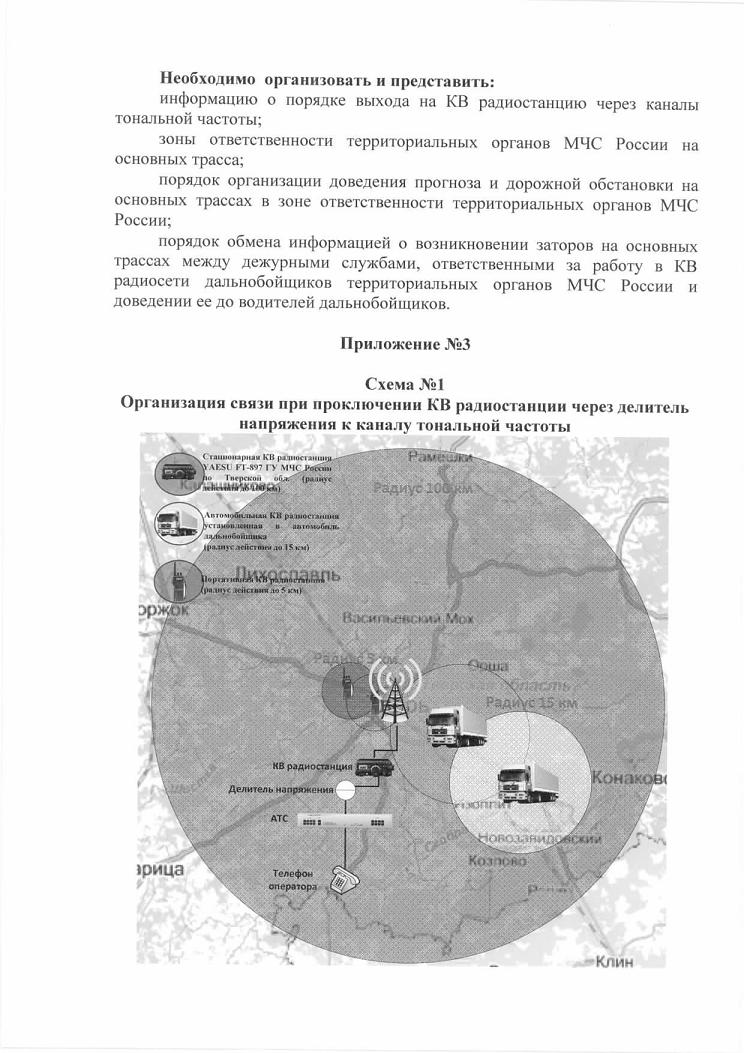 Необходимо организовать и представить:
информацию о порядке выхода на КВ радиостанцию через каналы
тональной частоты;
зоны ответственности территориальных органов МЧС России на
основных трасса;
порядок организации доведения прогноза и дорожной обстановки на
основных трассах в зоне ответственности территориальных органов МЧС
России;
порядок обмена информацией о возникновении заторов на основных
трассах между дежурными службами, ответственными за работу в КВ
радиосети дальнобойщиков территориальных органов МЧС России и
доведении ее до водителей дальнобойщиков.
Приложение №3
Схема №1
Организация связи при проключении КВ радиостанции через делитель
напряжения к каналу тональной частоты
Стационарная КВ радиостанция
YAESU FT-897 ГУ МЧС России
по Тверской обл. (радиус
действия до 100 км)
Рамешки
Радиус 100 км
Автомобильная КВ радиостанция
установленная в автомобиль
дальнобойщика
(радиус действия до 15 км)
Лихославль
Портативная КВ радиостанция
(радиус действия до 5 км)
оржок
Васильевский Мох
Радиус 5 км
Орша
область
Радиус 15 км
КВ радиостанция
Конаково
Делитель напряжения
АТС
Новозавидовский
Козлово
арица
Телефон
оператора
Клин